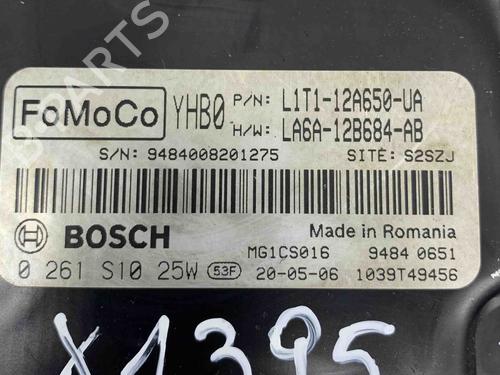 FoMoCo YHB0 P/N: L1T1-12A650-UA
H/W: LA6A-12B684-AB
S/N: 9484008201275 SITE: S2SZJ
BOSCH Made in Romania
MG1CS016 9484 0651
0 261 S10 25W 53F 20-05-06 1039T49456
X1395
PARTS